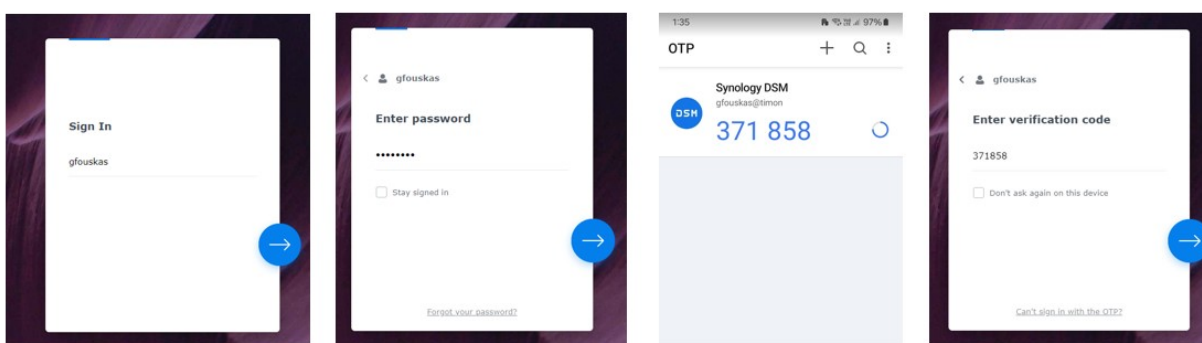 Sign In
gfouskas
gfouskas
Enter password
••••••••
Stay signed in
Forgot your password?
1:35
97%
OTP
Synology DSM
gfouskas@timon
DSM
371 858
gfouskas
Enter verification code
371858
Don't ask again on this device
Can't sign in with the OTP?